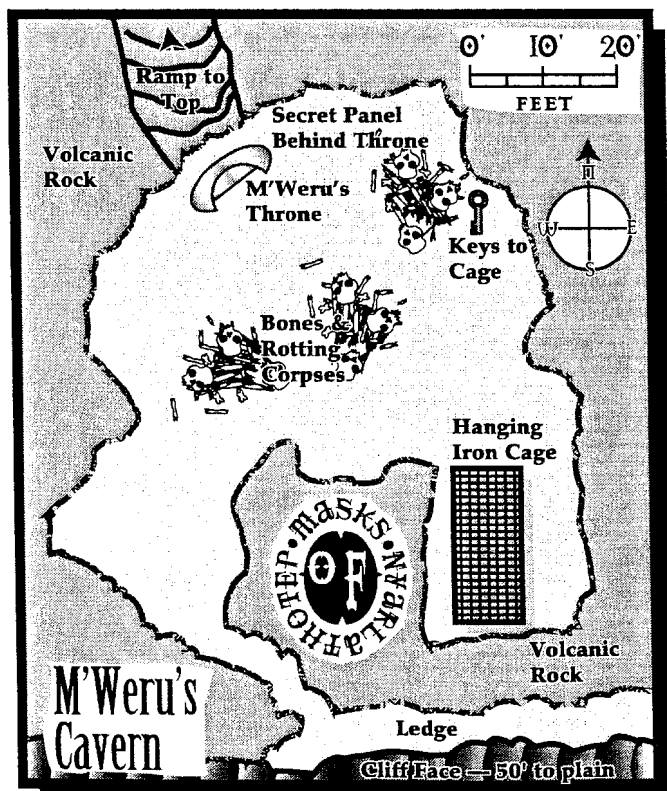 0' 10' 20'
FEET
Ramp to
Top
Secret Panel
Behind Throne
Volcanic
Rock
M'Weru's
Throne
N
W E
S
Keys to
Cage
Bones &
Rotting
Corpses
Hanging
Iron Cage
MASKS
OF
NYARLATHOTEP
Volcanic
Rock
M'Weru's
Cavern
Ledge
Cliff Face — 50' to plain